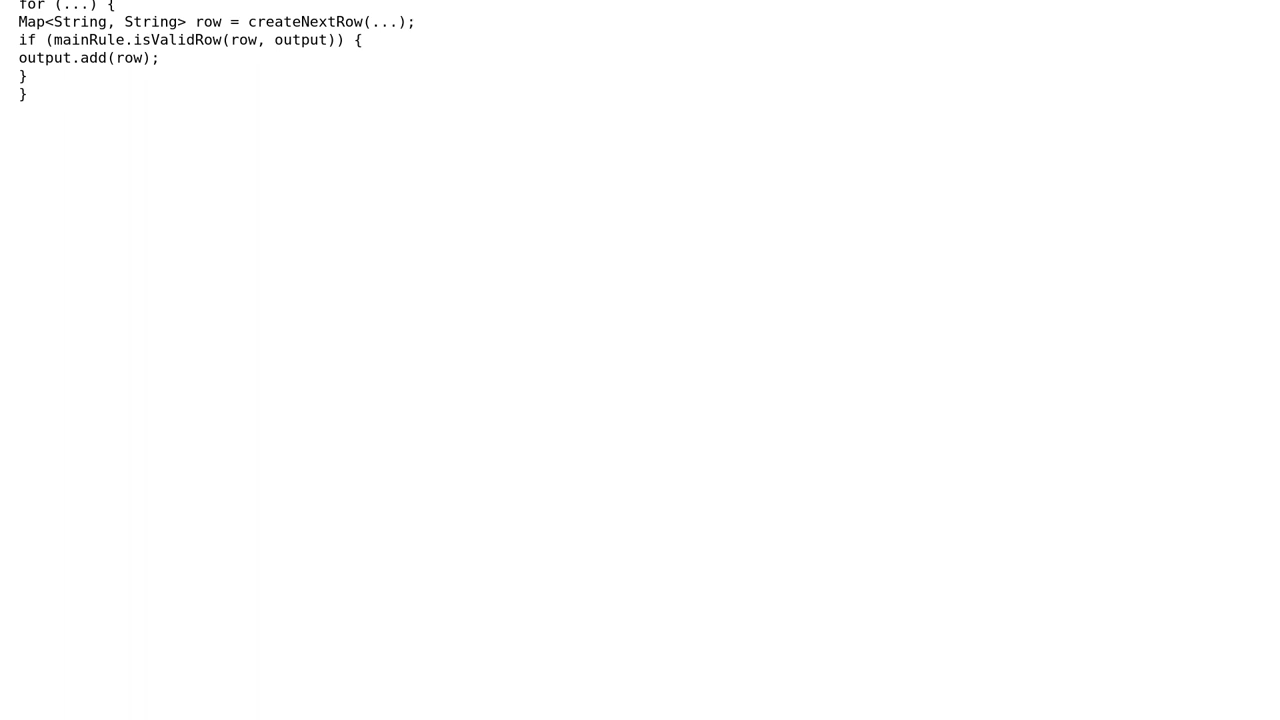 for (...) {
Map<String, String> row = createNextRow(...);
if (mainRule.isValidRow(row, output)) {
output.add(row);
}
}